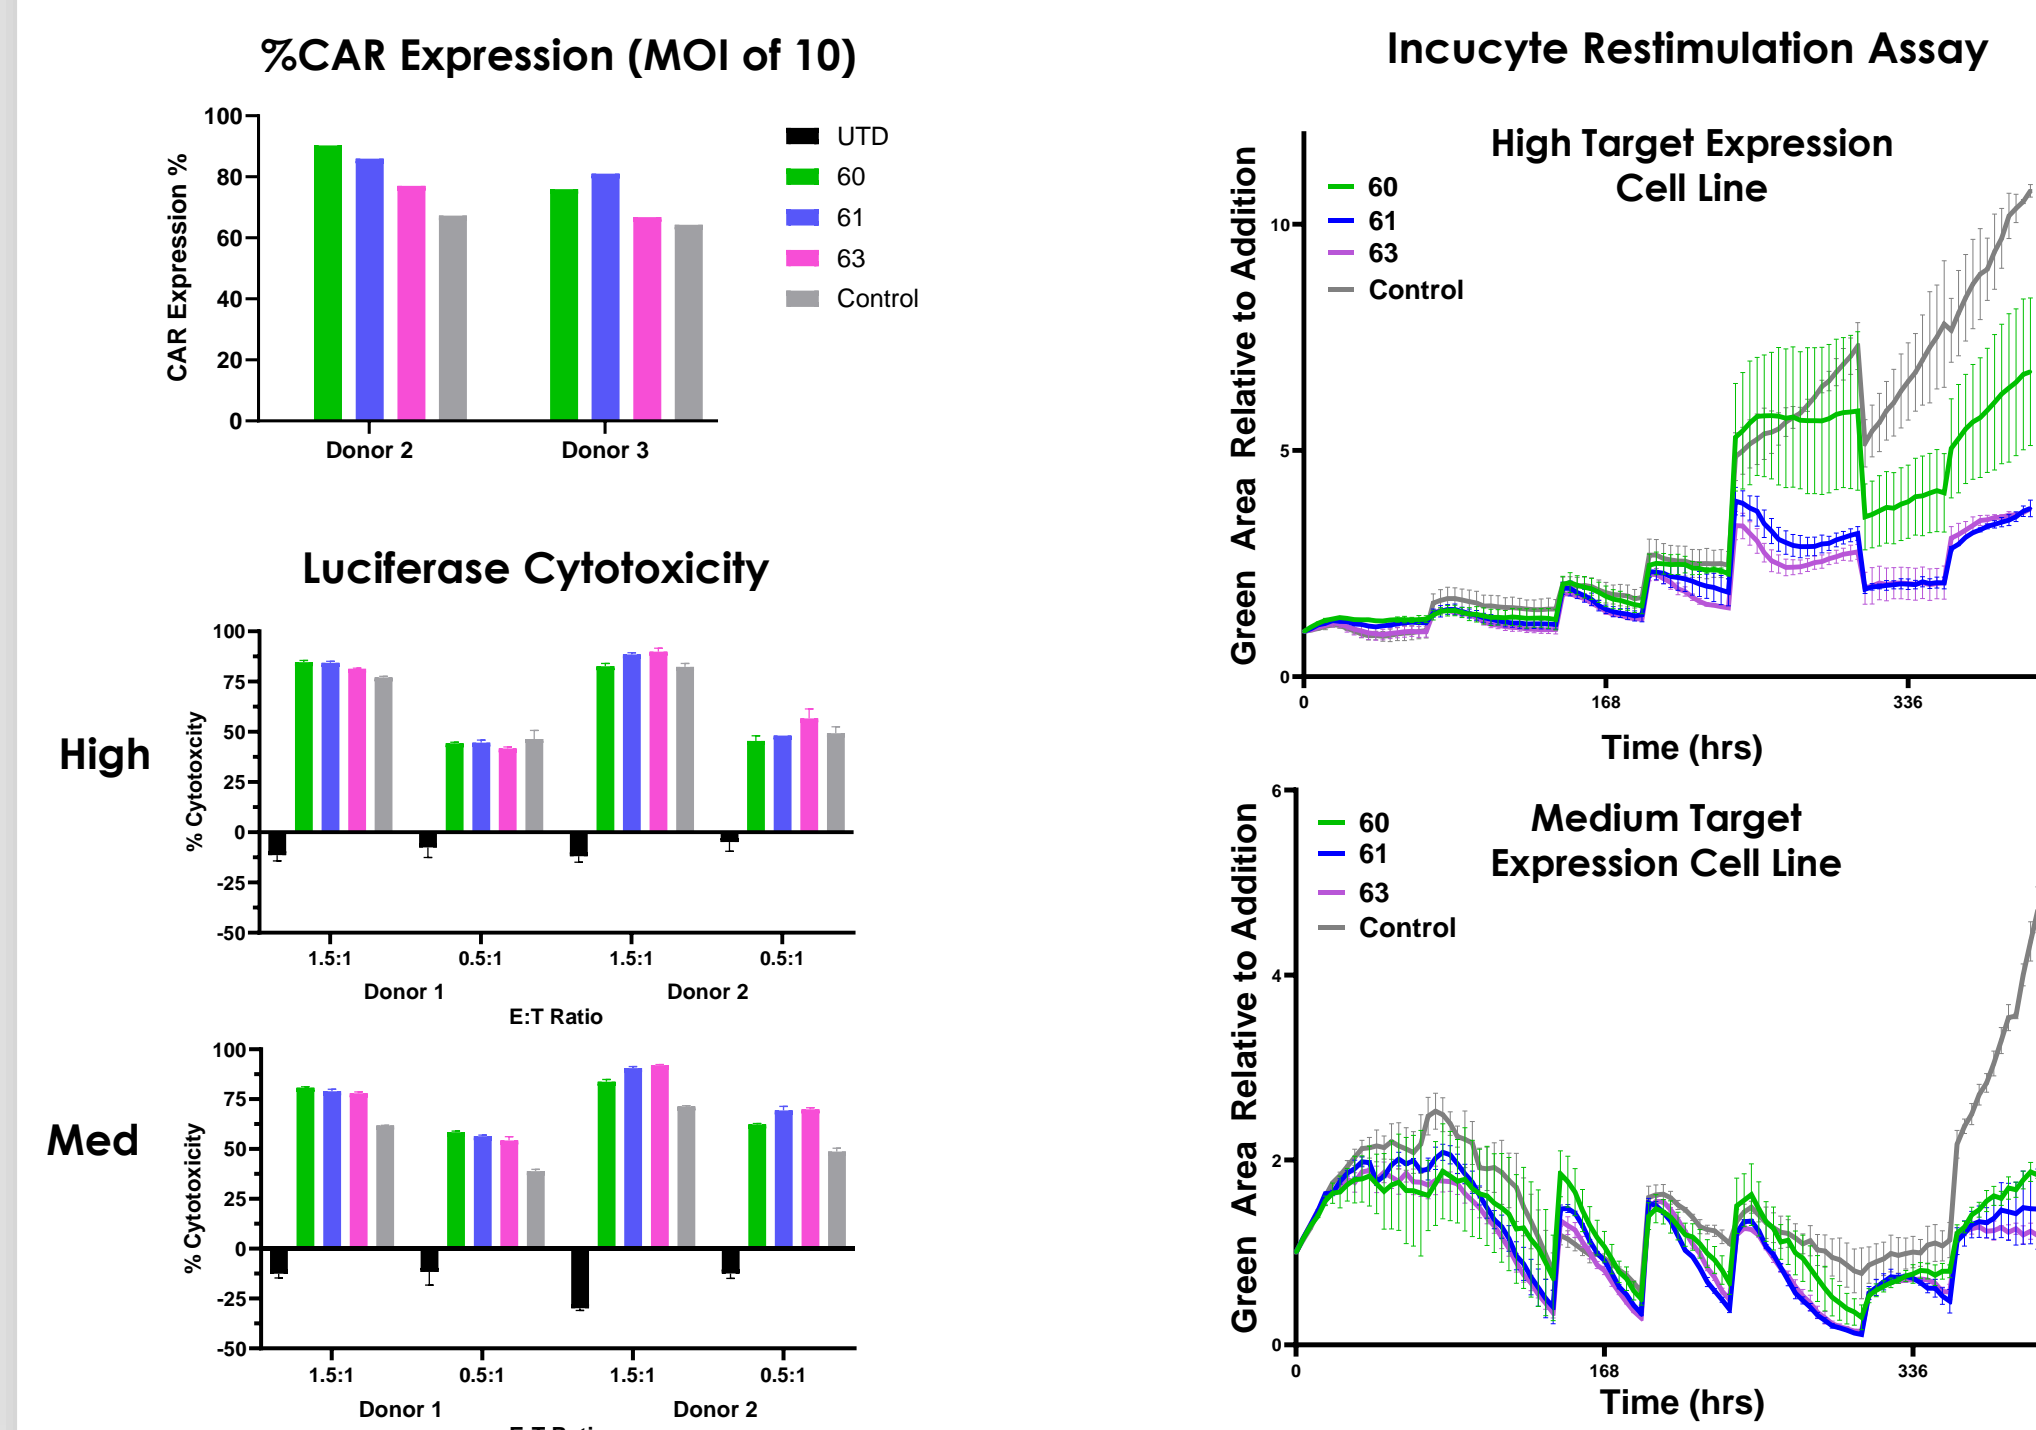 %CAR Expression (MOI of 10)
CAR Expression %
100
80
60
40
20
0
Donor 2
Donor 3
UTD
60
61
63
Control
Luciferase Cytotoxicity
High
% Cytotoxcity
100
75
50
25
0
-25
-50
1.5:1
0.5:1
1.5:1
0.5:1
Donor 1
Donor 2
E:T Ratio
Med
% Cytotoxicity
100
75
50
25
0
-25
-50
1.5:1
0.5:1
1.5:1
0.5:1
Donor 1
Donor 2
Incucyte Restimulation Assay
High Target Expression
Cell Line
60
61
63
Control
Green Area Relative to Addition
10
5
0
0
168
336
Time (hrs)
Medium Target
Expression Cell Line
60
61
63
Control
Green Area Relative to Addition
6
4
2
0
0
168
336
Time (hrs)